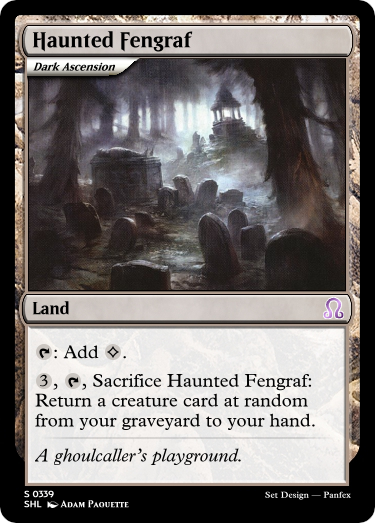 Haunted Fengraf
Dark Ascension
Land
: Add .
3, , Sacrifice Haunted Fengraf:
Return a creature card at random
from your graveyard to your hand.
A ghoulcaller's playground.
S 0339
Set Design — Panfex
SHL Adam Paquette